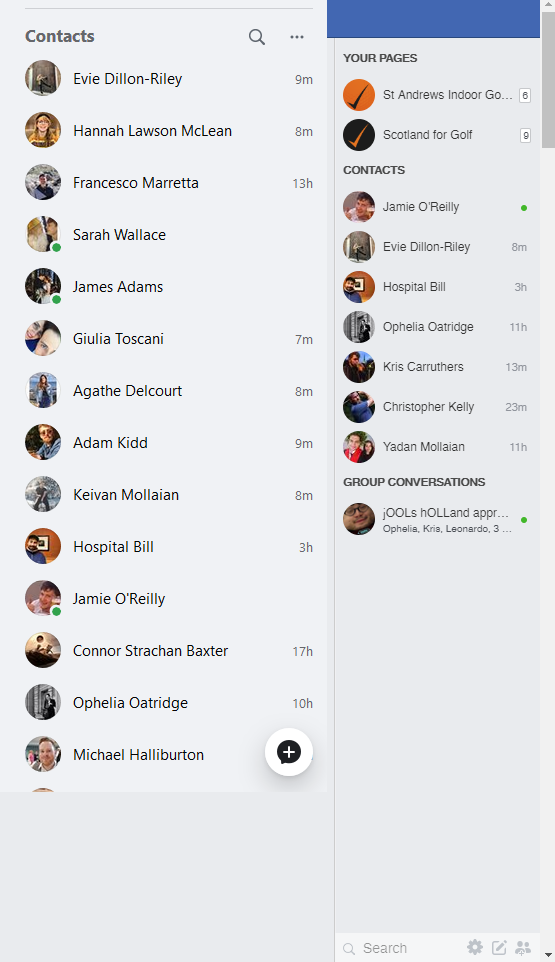 Contacts
Evie Dillon-Riley 9m
Hannah Lawson McLean 8m
Francesco Marretta 13h
Sarah Wallace
James Adams
Giulia Toscani 7m
Agathe Delcourt 8m
Adam Kidd 9m
Keivan Mollaian 8m
Hospital Bill 3h
Jamie O'Reilly
Connor Strachan Baxter 17h
Ophelia Oatridge 10h
Michael Halliburton
YOUR PAGES
St Andrews Indoor Go... 6
Scotland for Golf 9
CONTACTS
Jamie O'Reilly
Evie Dillon-Riley 8m
Hospital Bill 3h
Ophelia Oatridge 11h
Kris Carruthers 13m
Christopher Kelly 23m
Yadan Mollaian 11h
GROUP CONVERSATIONS
jOOLs hOLLand appr...
Ophelia, Kris, Leonardo, 3 ...
Search